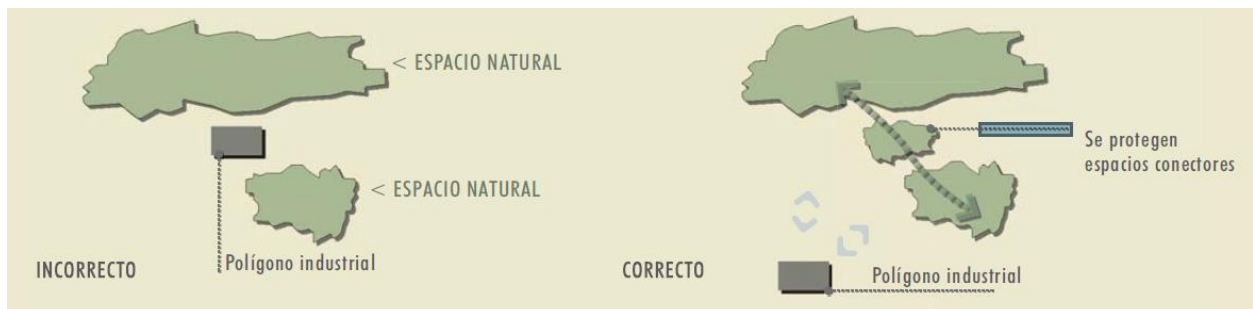 < ESPACIO NATURAL
< ESPACIO NATURAL
Polígono industrial
INCORRECTO
Se protegen
espacios conectores
Polígono industrial
CORRECTO